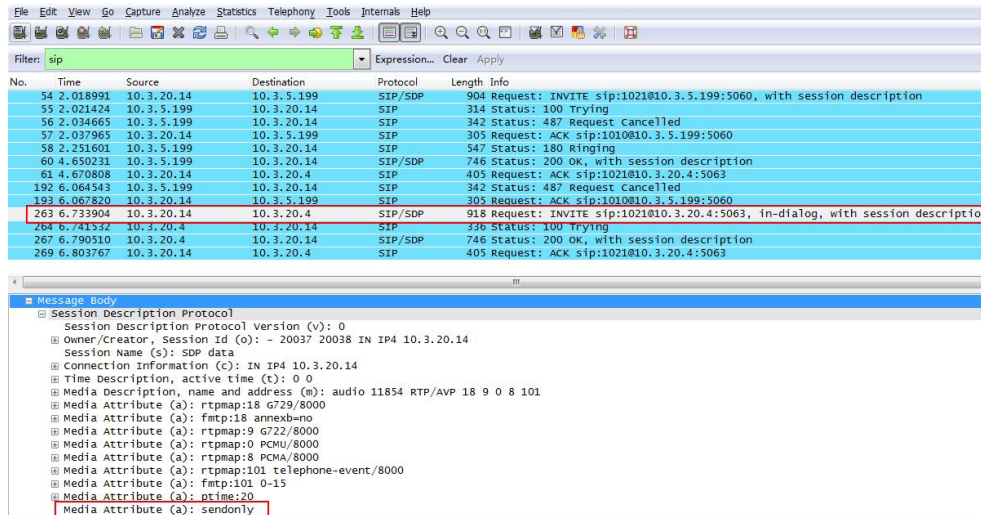 File Edit View Go Capture Analyze Statistics Telephony Tools Internals Help
Filter: sip Expression... Clear Apply
No. Time Source Destination Protocol Length Info
54 2.018991 10.3.20.14 10.3.5.199 SIP/SDP 904 Request: INVITE sip:1021@10.3.5.199:5060, with session description
55 2.021424 10.3.5.199 10.3.20.14 SIP 314 Status: 100 Trying
56 2.034665 10.3.5.199 10.3.20.14 SIP 342 Status: 487 Request Cancelled
57 2.037965 10.3.20.14 10.3.5.199 SIP 305 Request: ACK sip:1010@10.3.5.199:5060
58 2.251601 10.3.5.199 10.3.20.14 SIP 547 Status: 180 Ringing
60 4.650231 10.3.5.199 10.3.20.14 SIP/SDP 746 Status: 200 OK, with session description
61 4.670808 10.3.20.14 10.3.20.4 SIP 405 Request: ACK sip:1021@10.3.20.4:5063
192 6.064543 10.3.5.199 10.3.20.14 SIP 342 Status: 487 Request Cancelled
193 6.067820 10.3.20.14 10.3.5.199 SIP 305 Request: ACK sip:1010@10.3.5.199:5060
263 6.733904 10.3.20.14 10.3.20.4 SIP/SDP 918 Request: INVITE sip:1021@10.3.20.4:5063, in-dialog, with session descriptio
264 6.741532 10.3.20.4 10.3.20.14 SIP 336 Status: 100 Trying
267 6.790510 10.3.20.4 10.3.20.14 SIP/SDP 746 Status: 200 OK, with session description
269 6.803767 10.3.20.14 10.3.20.4 SIP 405 Request: ACK sip:1021@10.3.20.4:5063
Message Body
Session Description Protocol
Session Description Protocol Version (v): 0
Owner/Creator, Session Id (o): - 20037 20038 IN IP4 10.3.20.14
Session Name (s): SDP data
Connection Information (c): IN IP4 10.3.20.14
Time Description, active time (t): 0 0
Media Description, name and address (m): audio 11854 RTP/AVP 18 9 0 8 101
Media Attribute (a): rtpmap:18 G729/8000
Media Attribute (a): fmtp:18 annexb=no
Media Attribute (a): rtpmap:9 G722/8000
Media Attribute (a): rtpmap:0 PCMU/8000
Media Attribute (a): rtpmap:8 PCMA/8000
Media Attribute (a): rtpmap:101 telephone-event/8000
Media Attribute (a): fmtp:101 0-15
Media Attribute (a): ptime:20
Media Attribute (a): sendonly